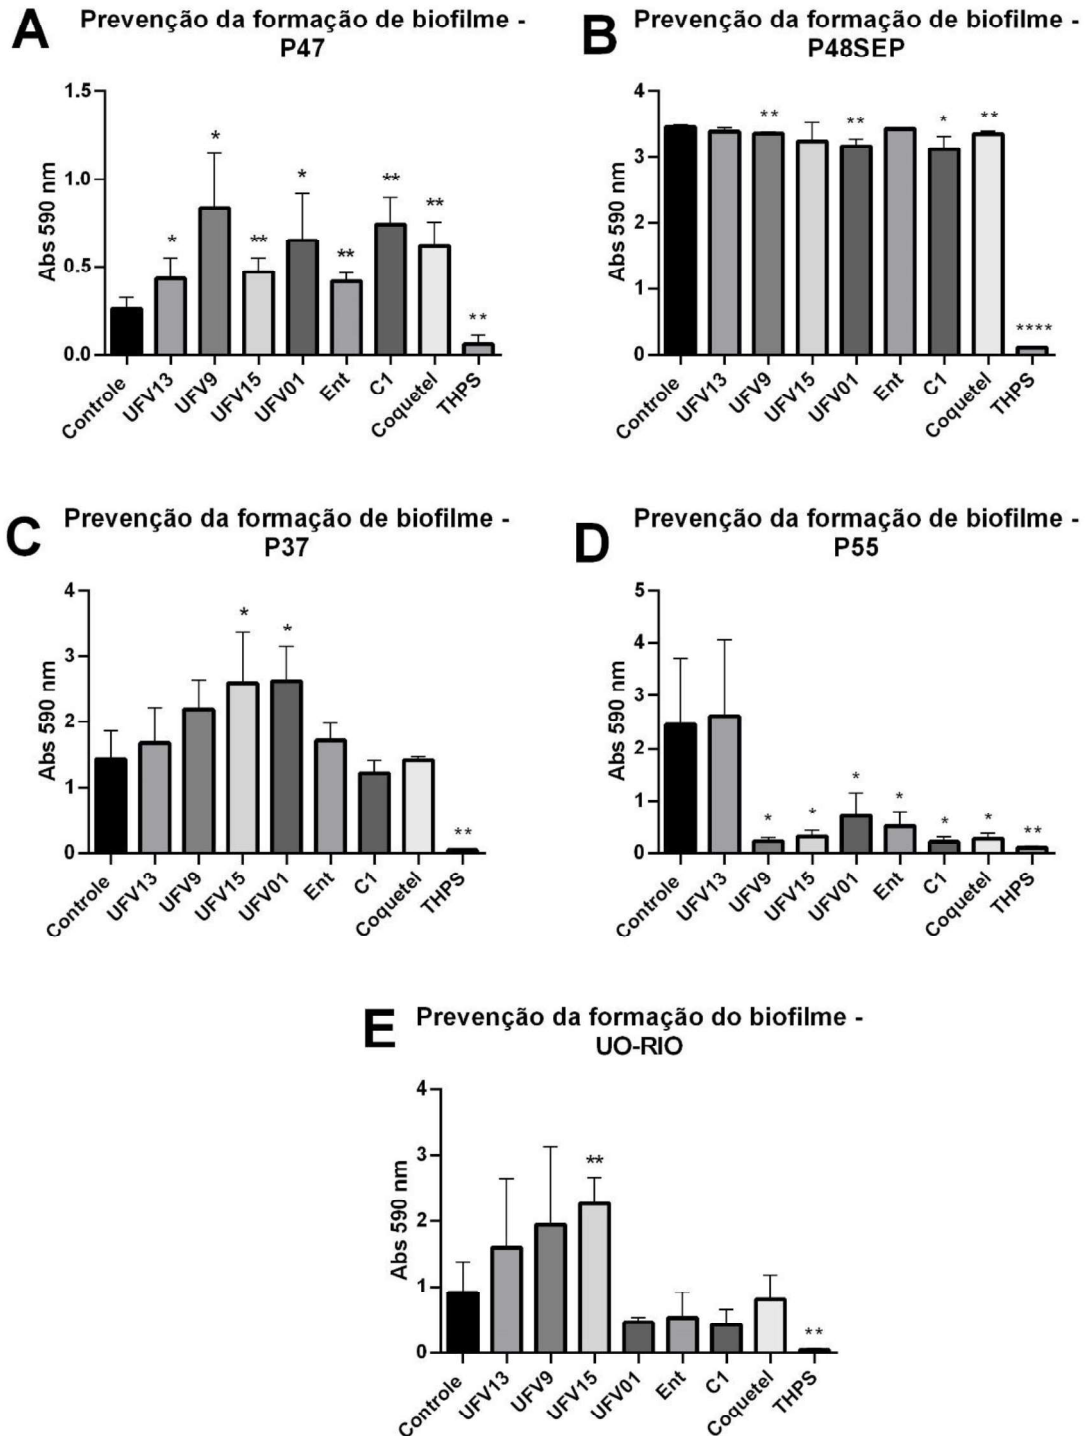 A
Prevenção da formação de biofilme -
P47
Abs 590 nm
1.5
1.0
0.5
0.0
* * ** * ** ** ** **
Controle UFV13 UFV9 UFV15 UFV01 Ent C1 Coquetel THPS
B
Prevenção da formação de biofilme -
P48SEP
Abs 590 nm
4
3
2
1
0
** ** * ** ****
Controle UFV13 UFV9 UFV15 UFV01 Ent C1 Coquetel THPS
C
Prevenção da formação de biofilme -
P37
Abs 590 nm
4
3
2
1
0
* * **
Controle UFV13 UFV9 UFV15 UFV01 Ent C1 Coquetel THPS
D
Prevenção da formação de biofilme -
P55
Abs 590 nm
5
4
3
2
1
0
* * * * * * **
Controle UFV13 UFV9 UFV15 UFV01 Ent C1 Coquetel THPS
E
Prevenção da formação do biofilme -
UO-RIO
Abs 590 nm
4
3
2
1
0
** **
Controle UFV13 UFV9 UFV15 UFV01 Ent C1 Coquetel THPS